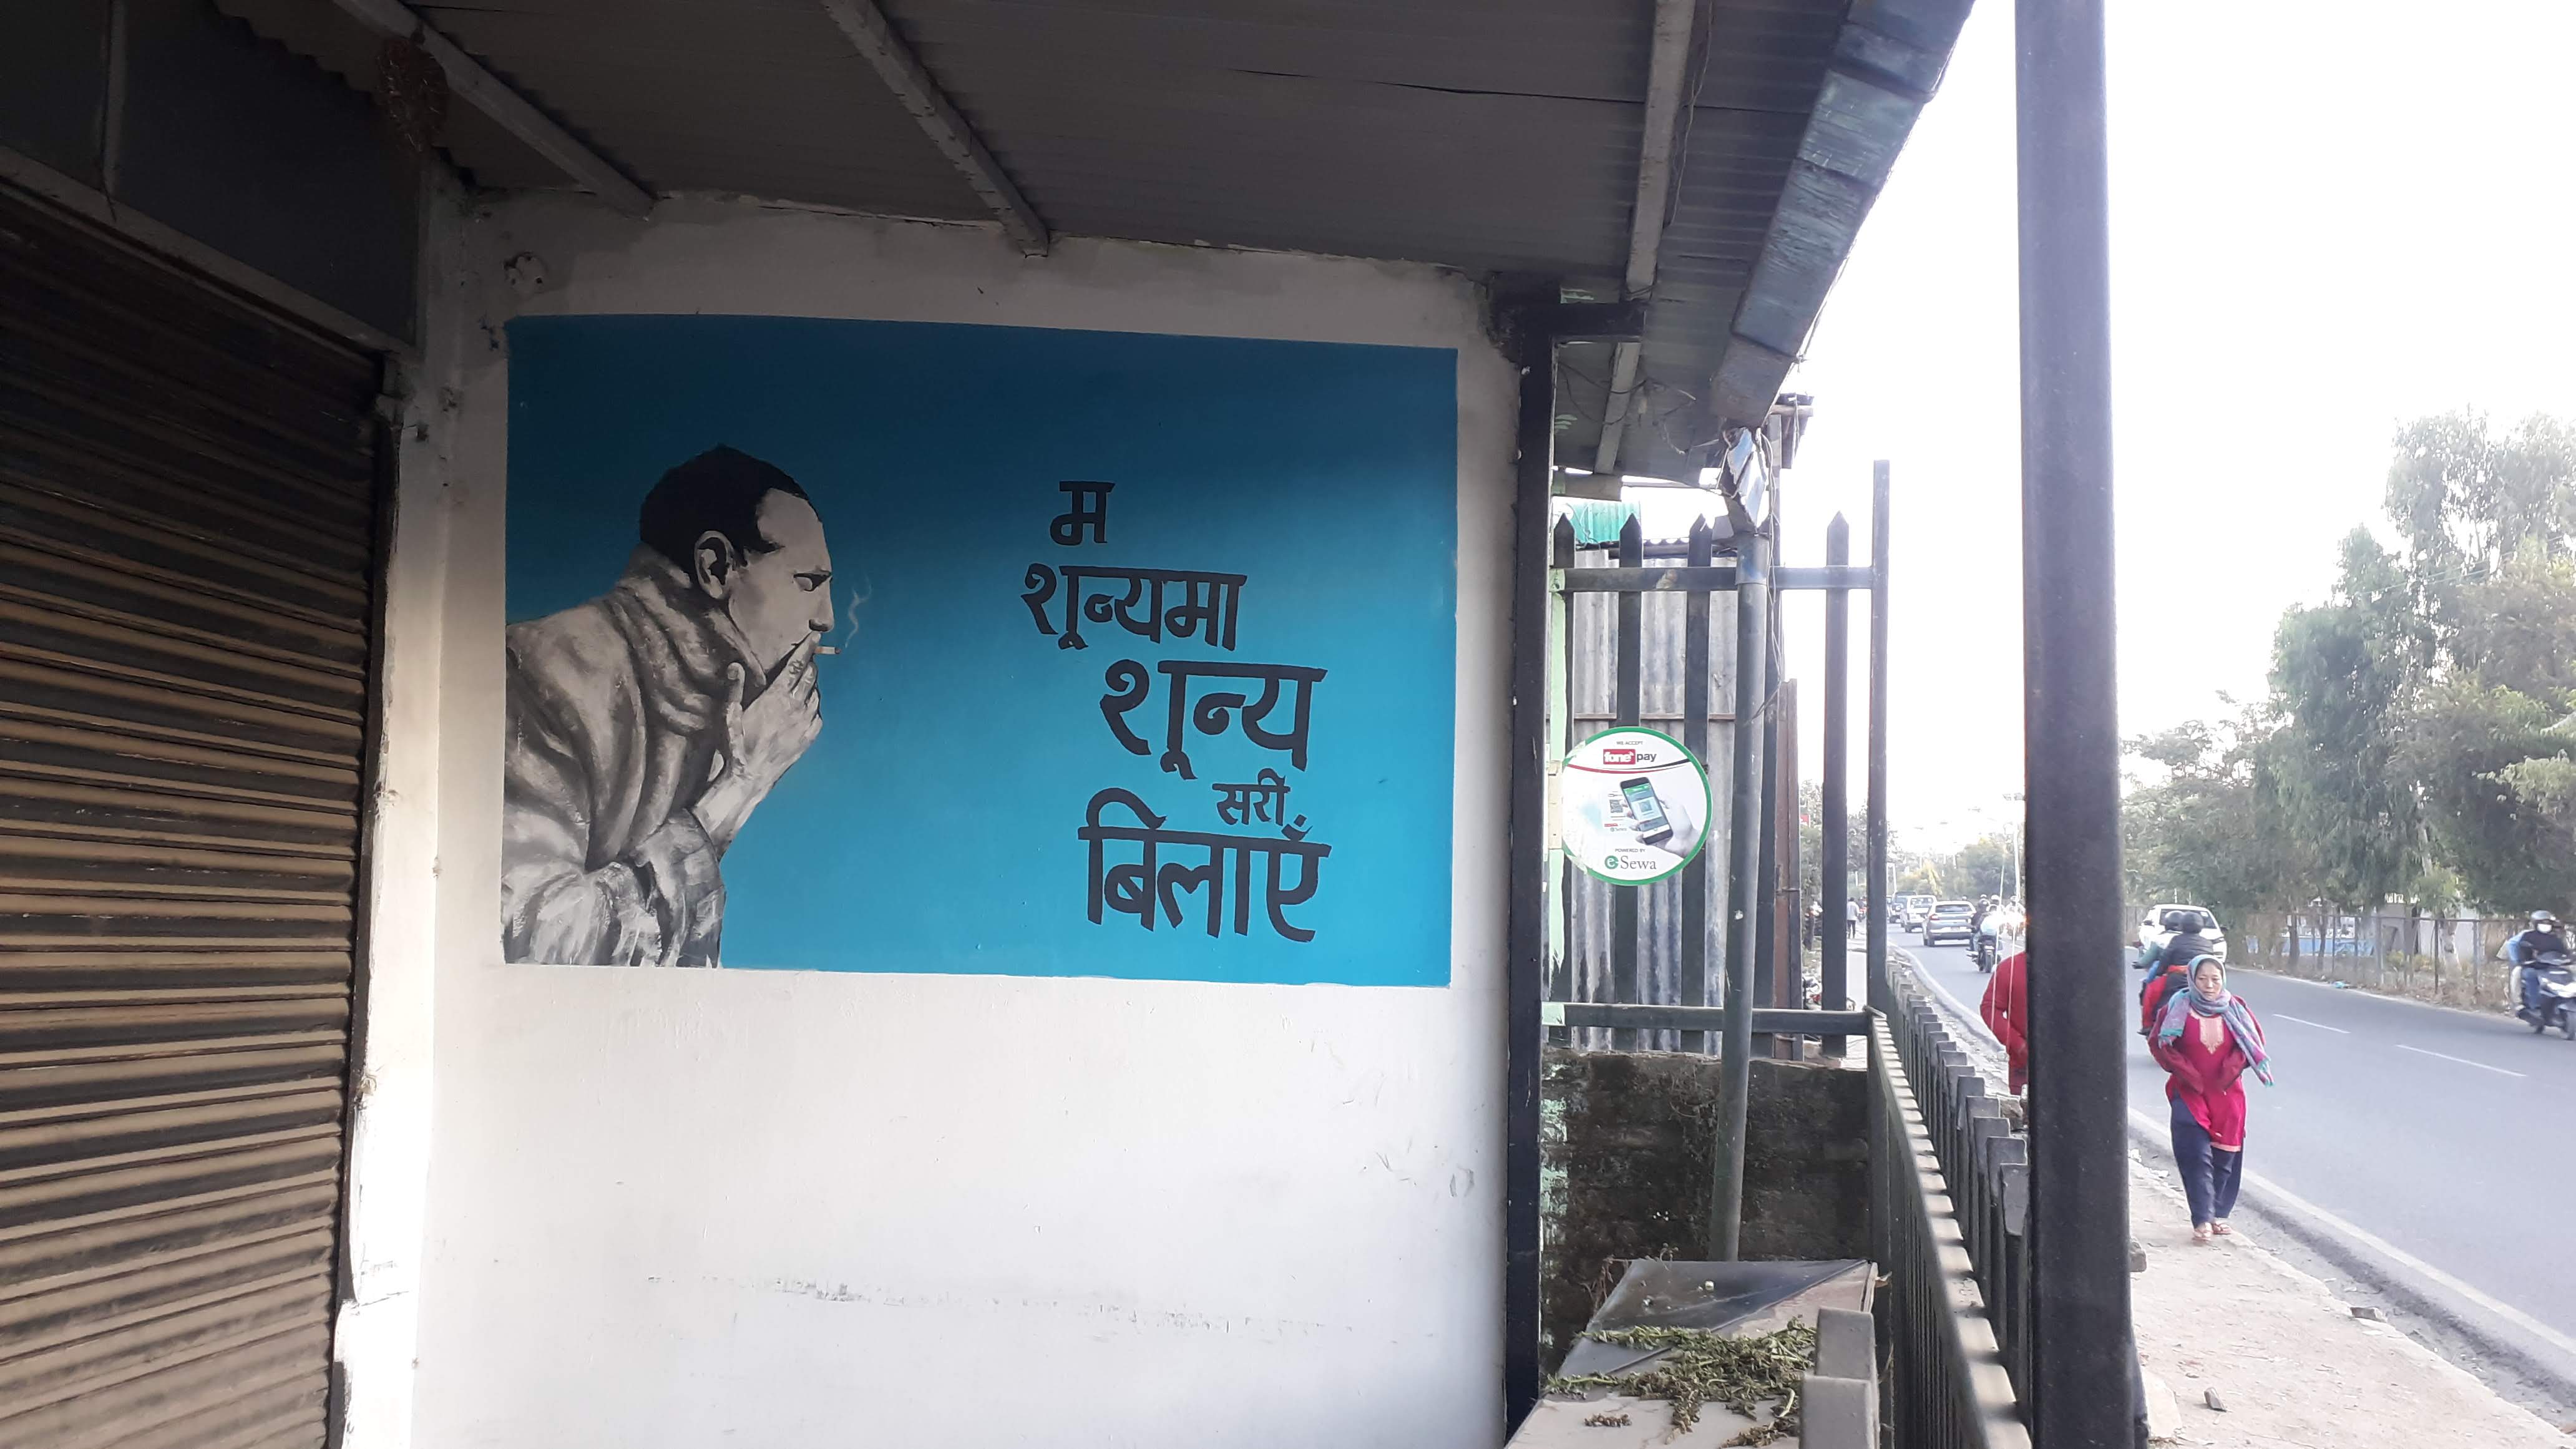 म
शून्यमा
शून्य
सरी
बिलाएँ
WE ACCEPT
fone pay
POWERED BY
eSewa